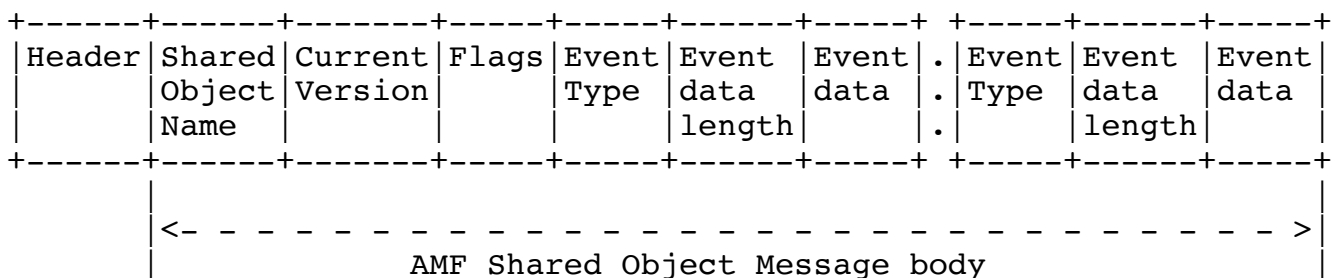 +------+------+-------+-----+-----+------+-----+ +-----+------+-----+
|Header|Shared|Current|Flags|Event|Event |Event|.|Event|Event |Event|
|      |Object|Version|     |Type |data  |data |.|Type |data  |data |
|      |Name  |       |     |     |length|     |.|     |length|     |
+------+------+-------+-----+-----+------+-----+ +-----+------+-----+
       |                                                            |
       |<- - - - - - - - - - - - - - - - - - - - - - - - - - - - - >|
       |             AMF Shared Object Message body                 |